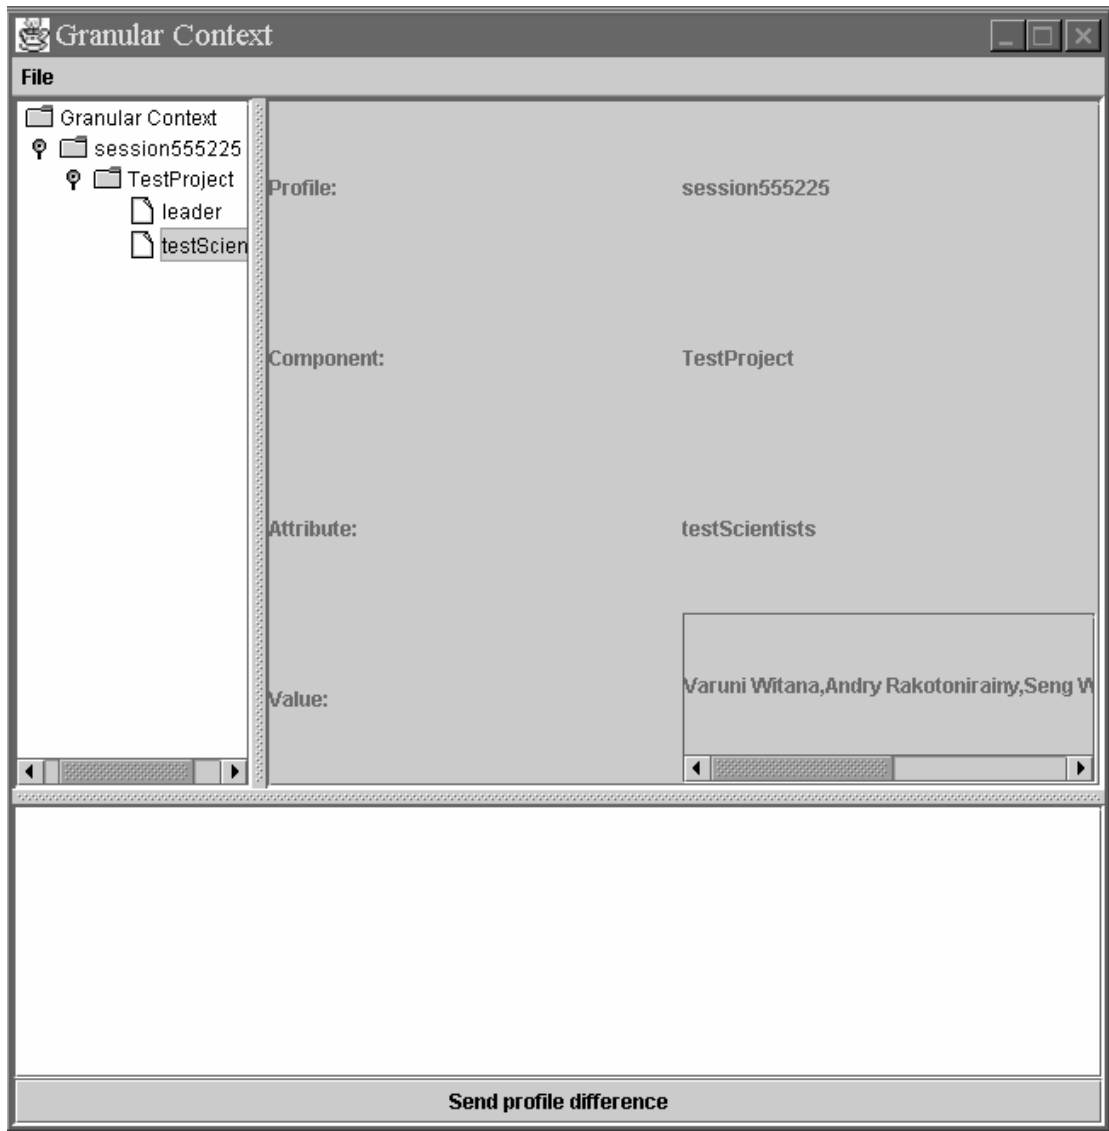 Granular Context
File
Granular Context
session555225
TestProject
leader
testScien
Profile: session555225
Component: TestProject
Attribute: testScientists
Value: Varuni Witana,Andry Rakotonirainy,Seng W
Send profile difference